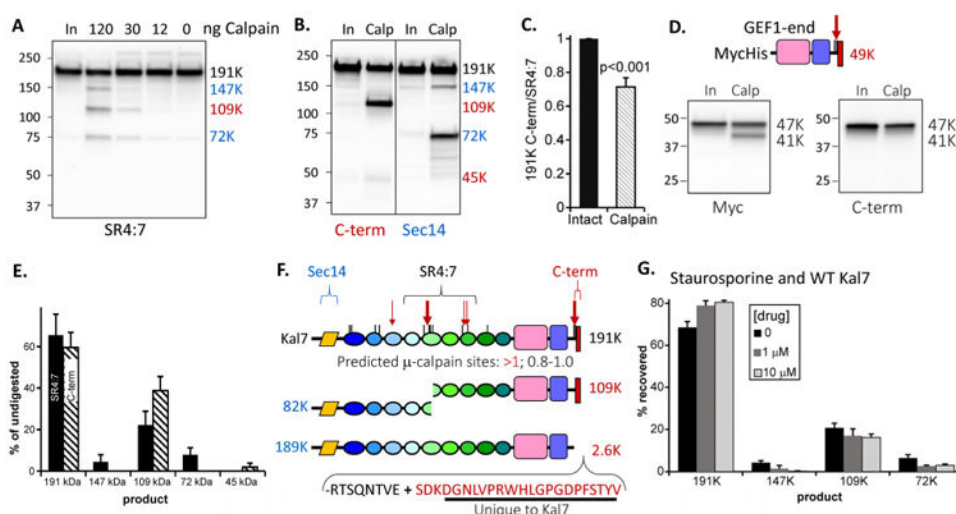 A
In 120 30 12 0 ng Calpain
250
150
100
75
50
37
191K
147K
109K
72K
SR4:7
B.
In Calp In Calp
250
150
100
75
50
37
191K
147K
109K
72K
45K
C-term Sec14
C.
191K C-term/SR4:7
1
0.8
0.6
0.4
0.2
0
p<0.001
Intact Calpain
D.
GEF1-end
MycHis 49K
In Calp
50
37
25
47K
41K
Myc
In Calp
50
37
25
47K
41K
C-term
E.
% of undigested
60
40
20
0
SR4:7
C-term
191 kDa 147 kDa 109 kDa 72 kDa 45 kDa
product
F.
Sec14 SR4:7 C-term
Kal7 191K
Predicted µ-calpain sites: >1; 0.8-1.0
109K
82K
189K 2.6K
-RTSQNTVE + SDKDGNLVPRWHLGPGDPFSTYV
Unique to Kal7
G.
Staurosporine and WT Kal7
% recovered
80
60
40
20
0
[drug]
0
1 µM
10 µM
191K 147K 109K 72K
product